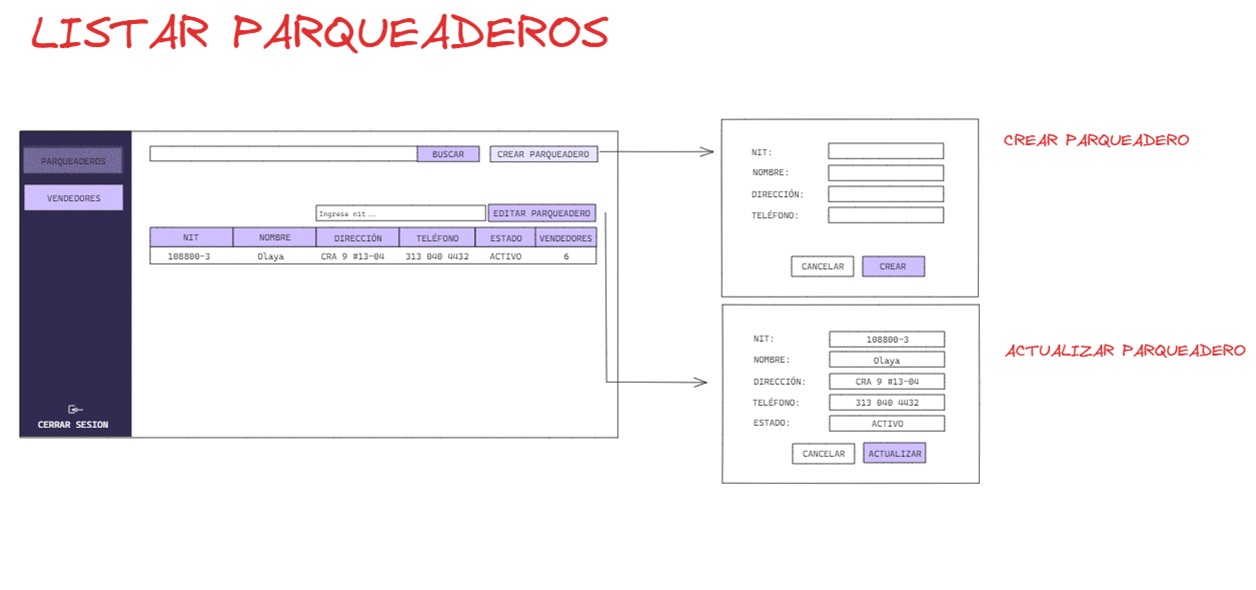 LISTAR PARQUEADEROS
PARQUEADEROS
VENDEDORES
CERRAR SESION
BUSCAR
CREAR PARQUEADERO
Ingrese nit...
EDITAR PARQUEADERO
NIT NOMBRE DIRECCIÓN TELÉFONO ESTADO VENDEDORES
108800-3 Olaya CRA 9 #13-04 313 040 4432 ACTIVO 6
NIT:
NOMBRE:
DIRECCIÓN:
TELÉFONO:
CANCELAR CREAR
CREAR PARQUEADERO
NIT: 108800-3
NOMBRE: Olaya
DIRECCIÓN: CRA 9 #13-04
TELÉFONO: 313 040 4432
ESTADO: ACTIVO
CANCELAR ACTUALIZAR
ACTUALIZAR PARQUEADERO